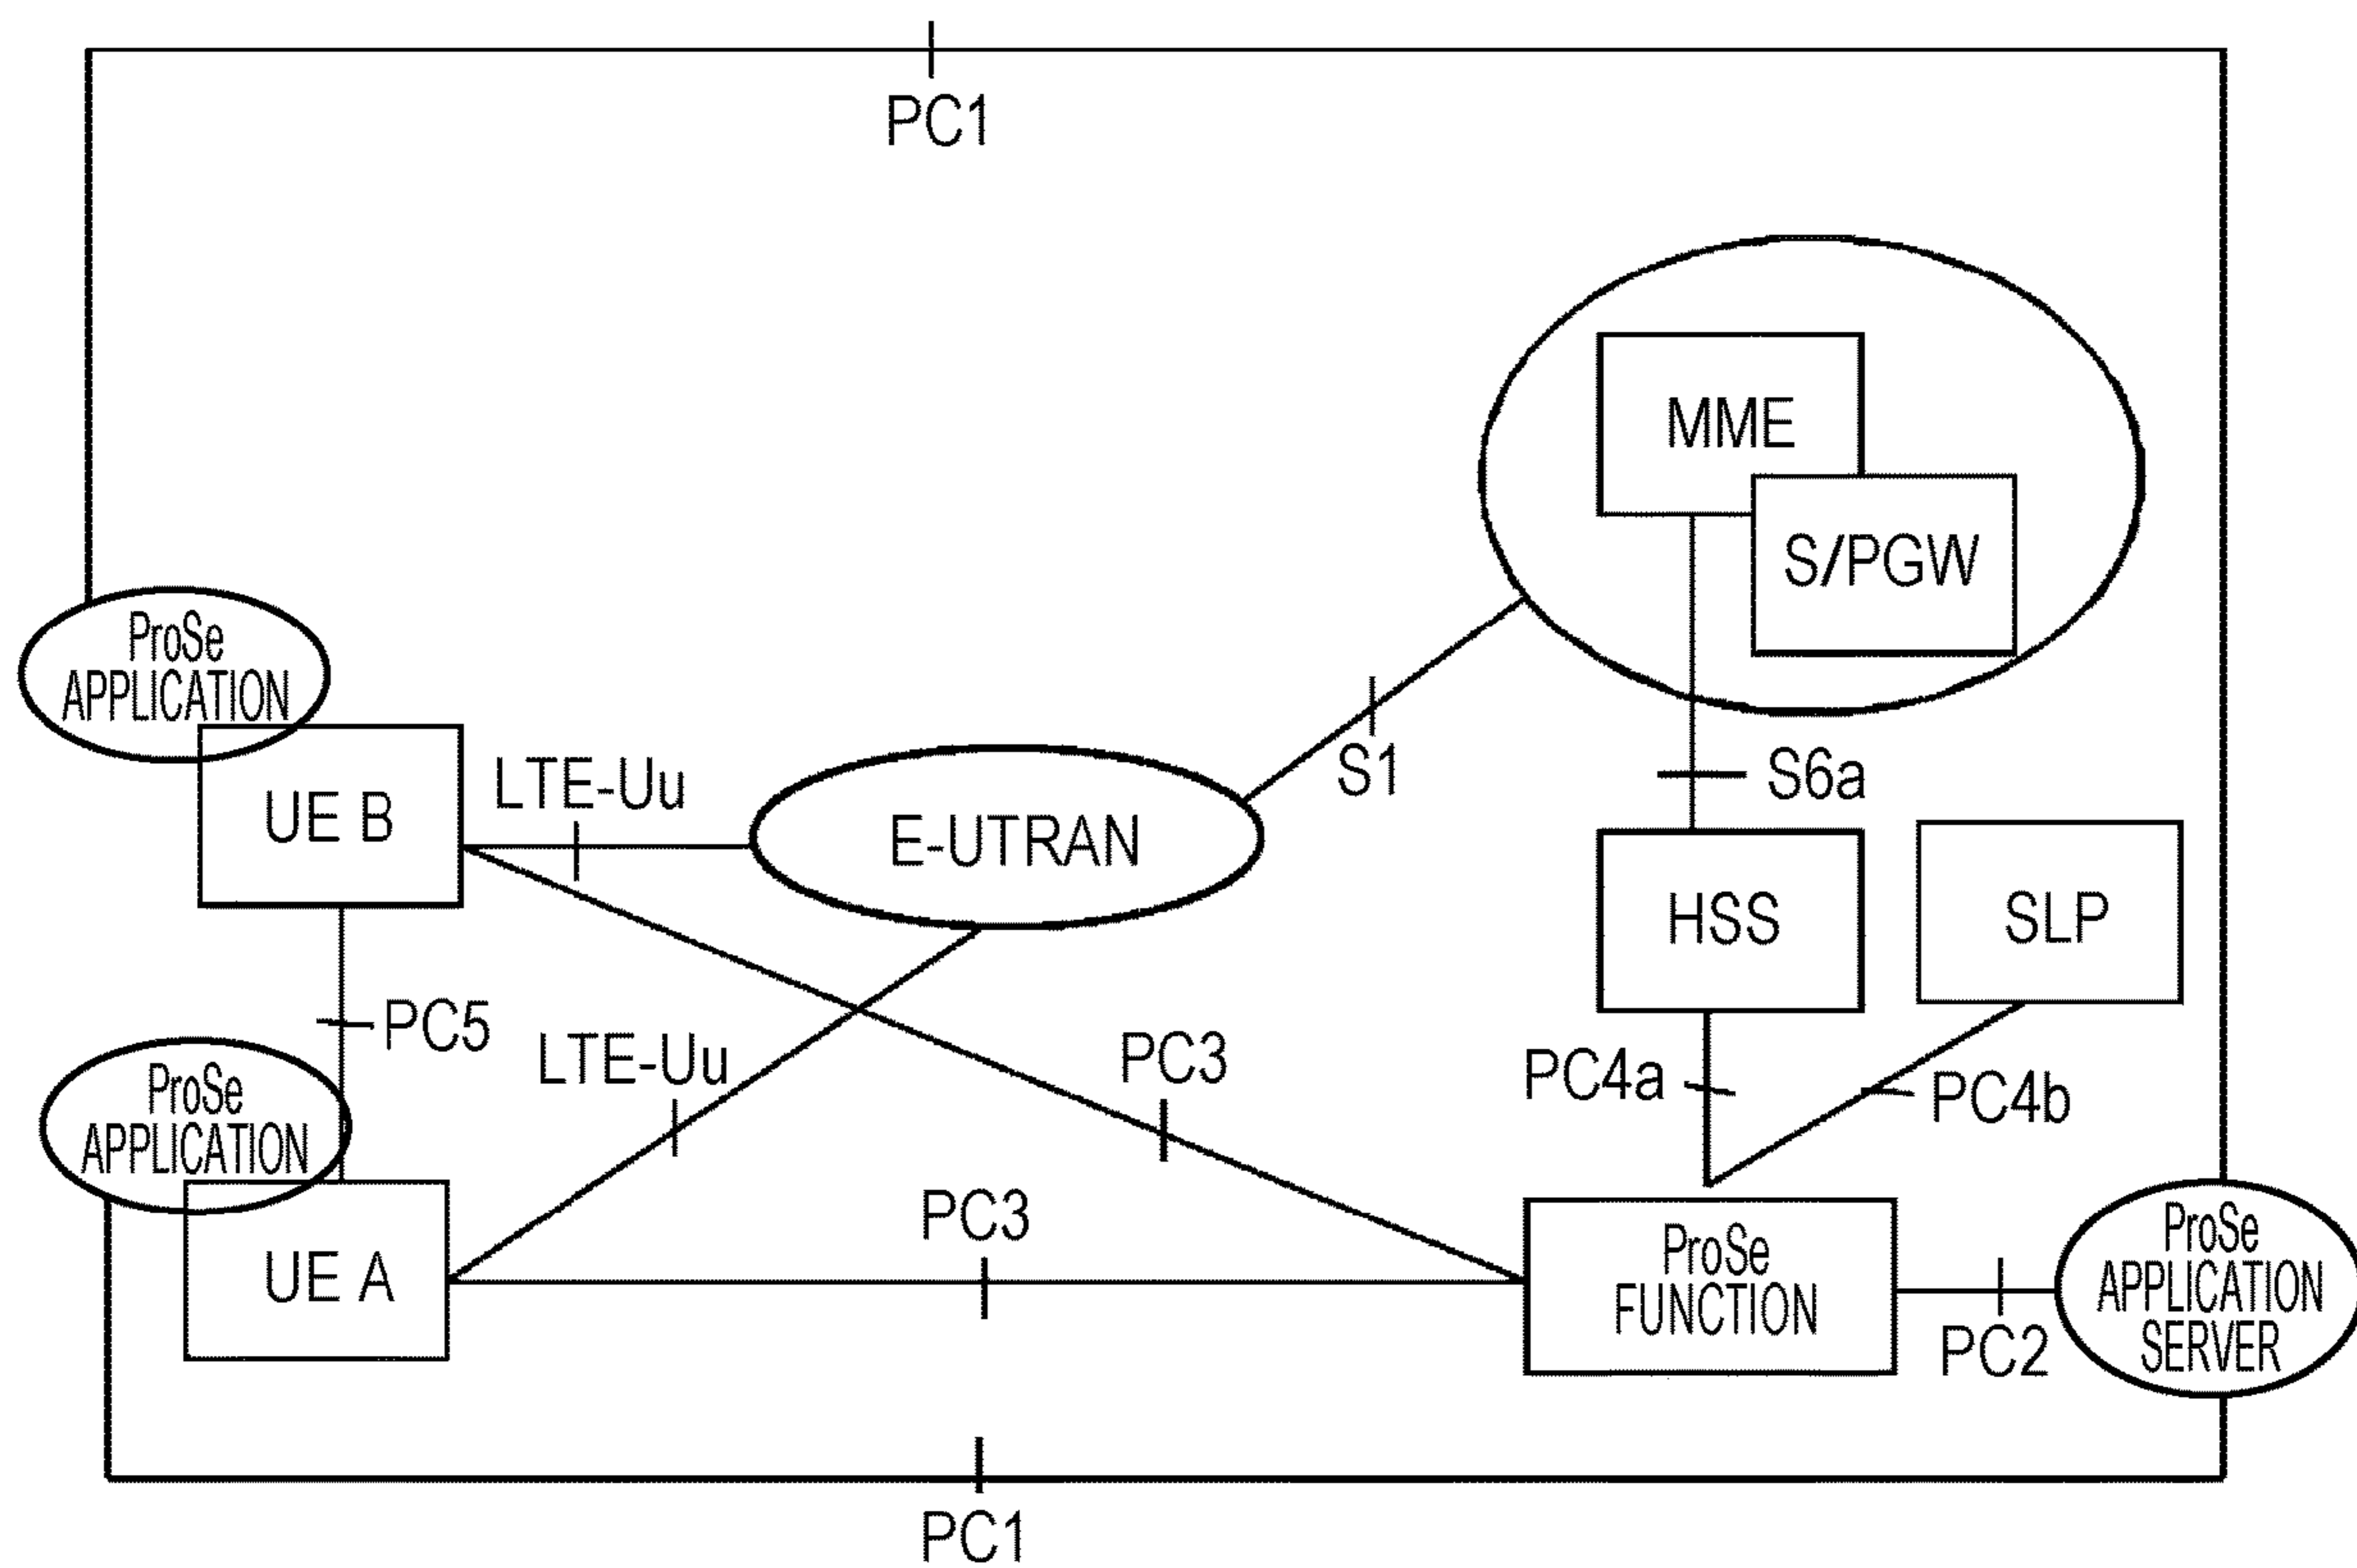 PC1
MME
S/PGW
ProSe
APPLICATION
UE B
LTE-Uu
E-UTRAN
S1
S6a
HSS
SLP
PC5
ProSe
APPLICATION
LTE-Uu
PC3
PC4a
PC4b
UE A
PC3
ProSe
FUNCTION
PC2
ProSe
APPLICATION
SERVER
PC1